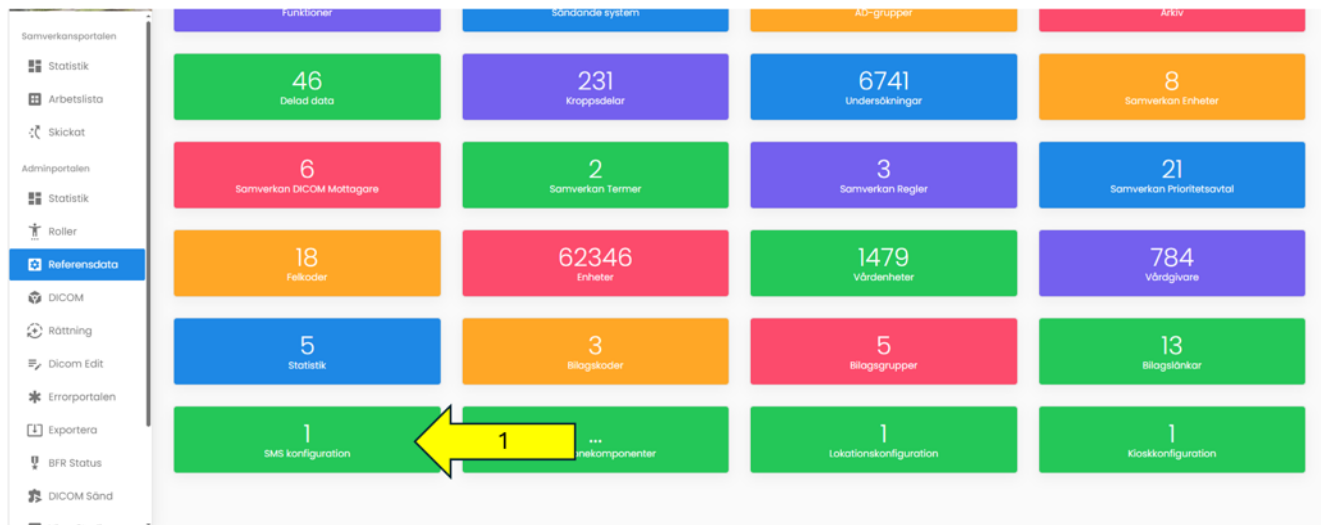 Samverkansportalen
Statistik
Arbetslista
Skickat
Adminportalen
Statistik
Roller
Referensdata
DICOM
Rättning
Dicom Edit
Errorportalen
Exportera
BFR Status
DICOM Sänd
Funktioner
Sändande system
AD-grupper
Arkiv
46
Delad data
231
Kroppsdelar
6741
Undersökningar
8
Samverkan Enheter
6
Samverkan DICOM Mottagare
2
Samverkan Termer
3
Samverkan Regler
21
Samverkan Prioritetsavtal
18
Felkoder
62346
Enheter
1479
Vårdenheter
784
Vårdgivare
5
Statistik
3
Bilagskoder
5
Bilagsgrupper
13
Bilagslänkar
1
SMS konfiguration
1
...
nekomponenter
1
Lokationskonfiguration
1
Kioskkonfiguration